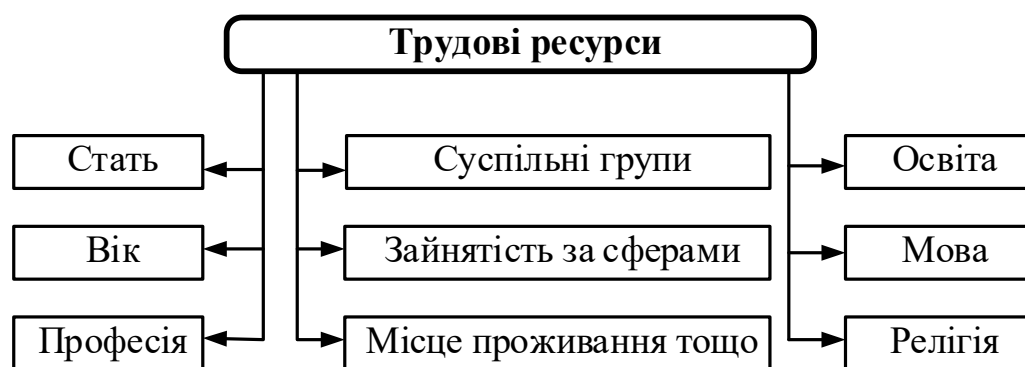 Трудові ресурси
Стать
Суспільні групи
Освіта
Вік
Зайнятість за сферами
Мова
Професія
Місце проживання тощо
Релігія